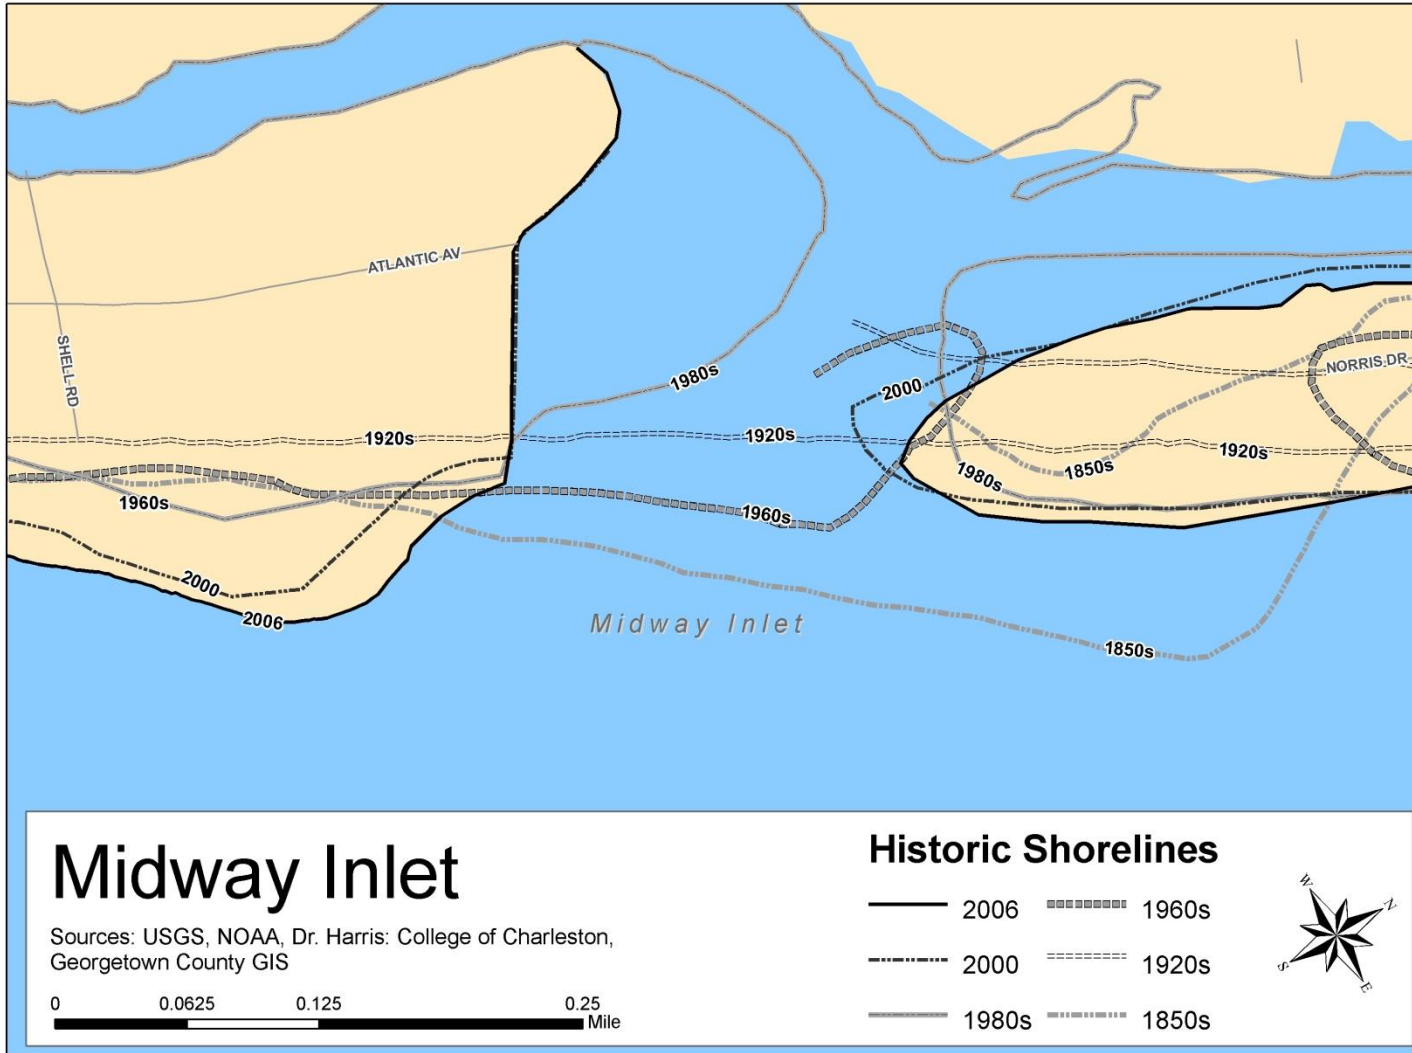 ATLANTIC AV
SHELL RD
1980s
2000
NORRIS DR
1920s
1920s
1920s
1960s
1980s
1850s
1960s
2000
2006
Midway Inlet
1850s
Midway Inlet
Sources: USGS, NOAA, Dr. Harris: College of Charleston,
Georgetown County GIS
0 0.0625 0.125 0.25
Mile
Historic Shorelines
2006 1960s
2000 1920s
1980s 1850s
W
N
S
E